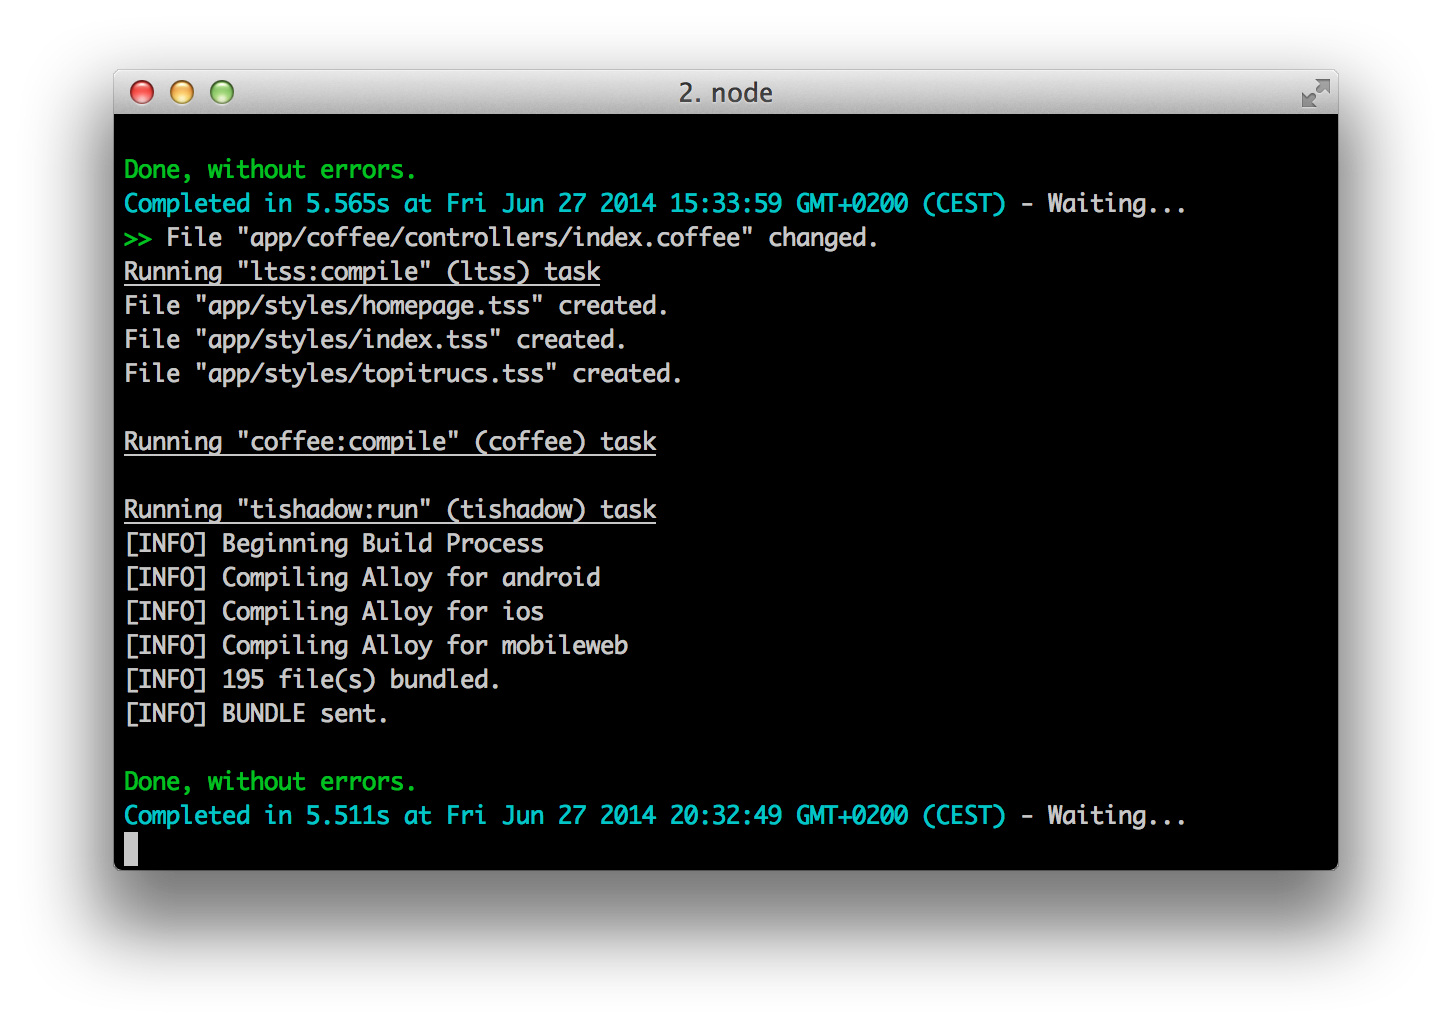 2. node
Done, without errors.
Completed in 5.565s at Fri Jun 27 2014 15:33:59 GMT+0200 (CEST) - Waiting...
>> File "app/coffee/controllers/index.coffee" changed.
Running "ltss:compile" (ltss) task
File "app/styles/homepage.tss" created.
File "app/styles/index.tss" created.
File "app/styles/topitrucs.tss" created.
Running "coffee:compile" (coffee) task
Running "tishadow:run" (tishadow) task
[INFO] Beginning Build Process
[INFO] Compiling Alloy for android
[INFO] Compiling Alloy for ios
[INFO] Compiling Alloy for mobileweb
[INFO] 195 file(s) bundled.
[INFO] BUNDLE sent.
Done, without errors.
Completed in 5.511s at Fri Jun 27 2014 20:32:49 GMT+0200 (CEST) - Waiting...